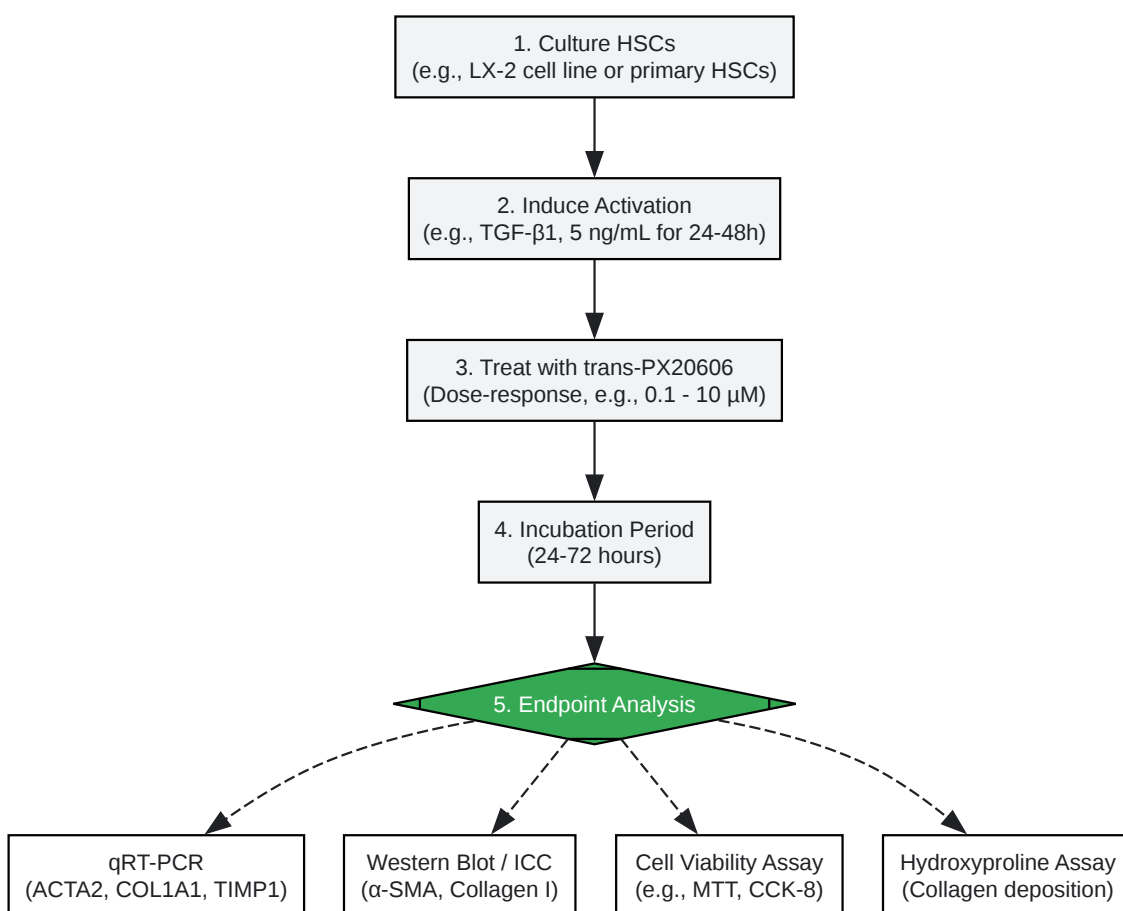 1. Culture HSCs
(e.g., LX-2 cell line or primary HSCs)
2. Induce Activation
(e.g., TGF-β1, 5 ng/mL for 24-48h)
3. Treat with trans-PX20606
(Dose-response, e.g., 0.1 - 10 µM)
4. Incubation Period
(24-72 hours)
5. Endpoint Analysis
qRT-PCR
(ACTA2, COL1A1, TIMP1)
Western Blot / ICC
(α-SMA, Collagen I)
Cell Viability Assay
(e.g., MTT, CCK-8)
Hydroxyproline Assay
(Collagen deposition)